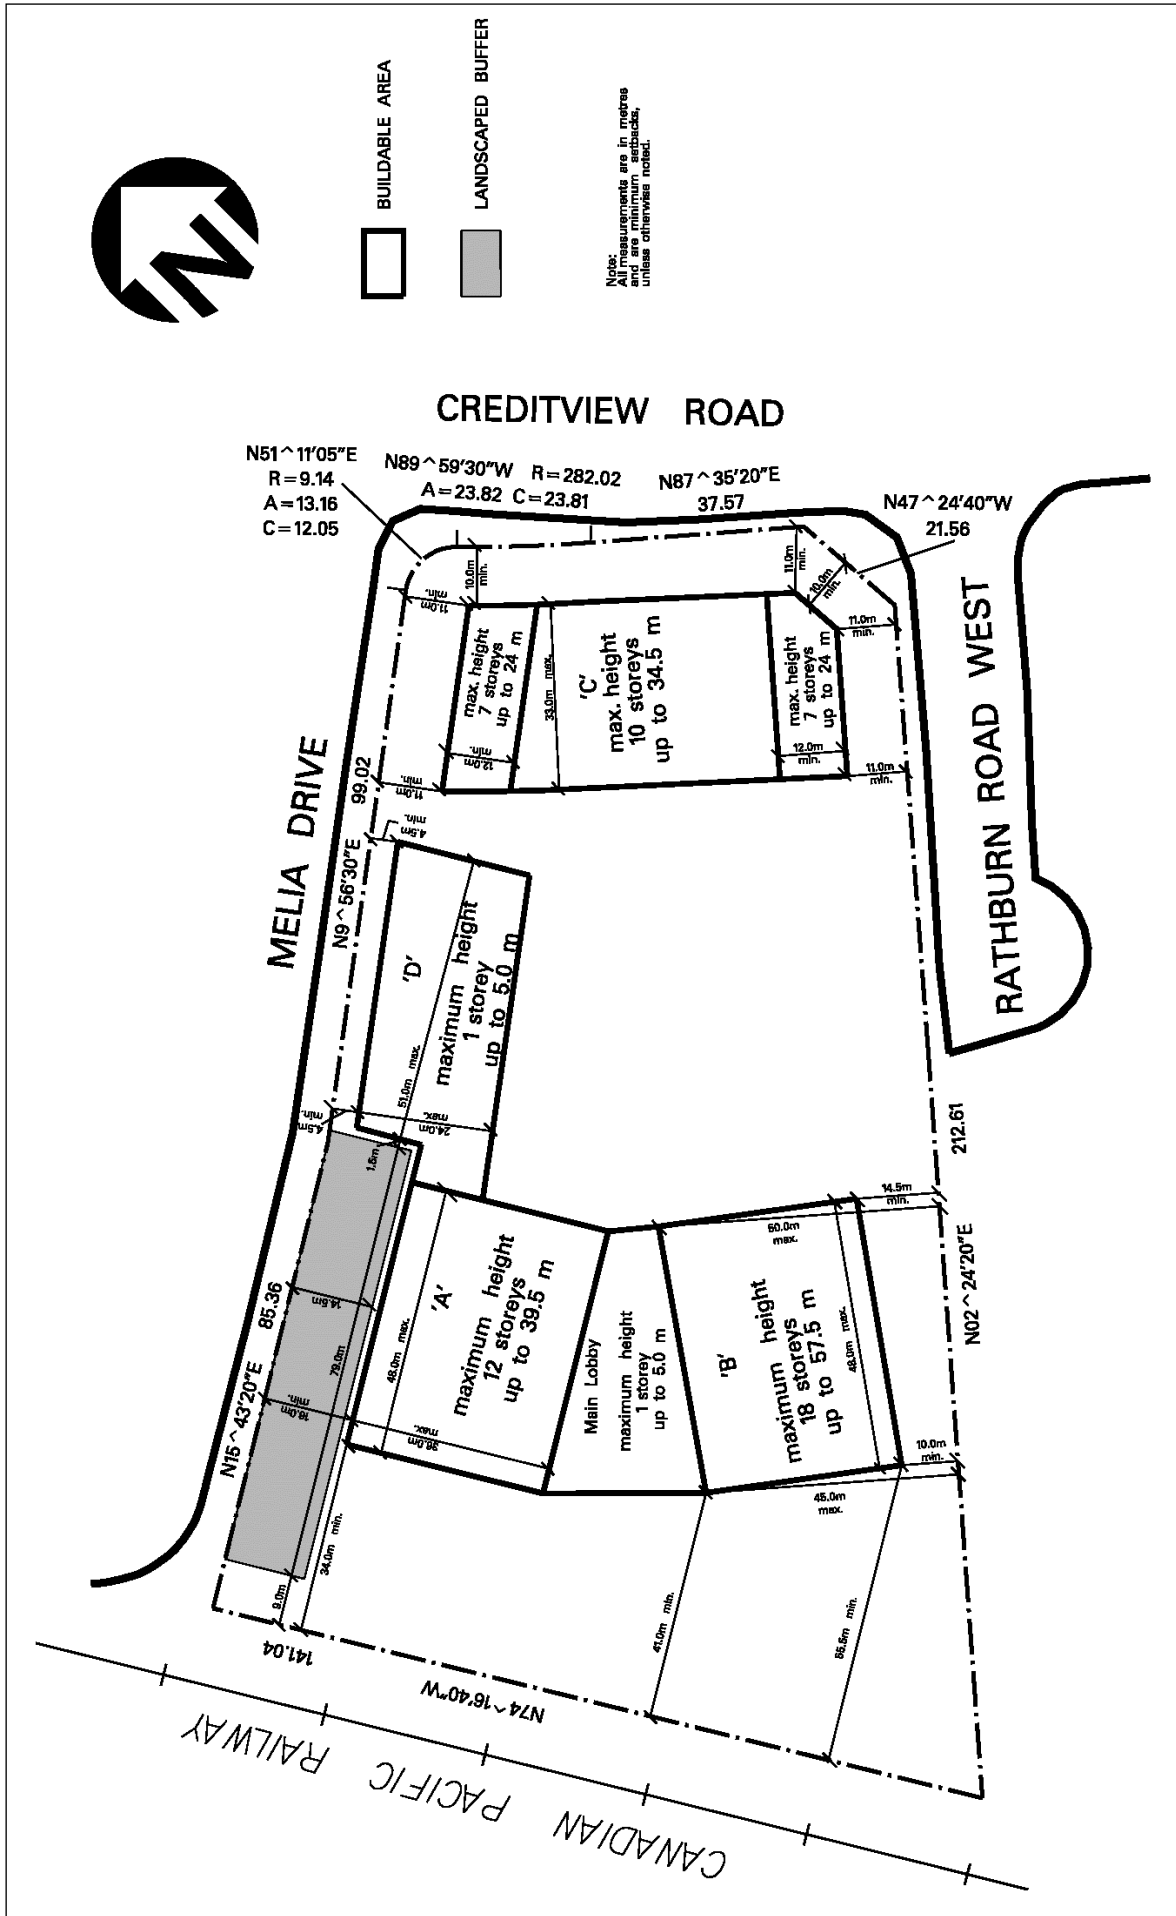 N
BUILDABLE AREA
LANDSCAPED BUFFER
Note:
All measurements are in metres
and are minimum setbacks,
unless otherwise noted.
CREDITVIEW ROAD
N51^11'05"E
R=9.14
A=13.16
C=12.05
N89^59'30"W R=282.02
A=23.82 C=23.81
N87^35'20"E
37.57
N47^24'40"W
21.56
10.0m
min.
11.0m
min.
10.0m
min.
11.0m
min.
11.0m
min.
max. height
7 storeys
up to 24 m
33.0m max.
'C'
max. height
10 storeys
up to 34.5 m
max. height
7 storeys
up to 24 m
12.0m
min.
12.0m
min.
11.0m
min.
11.0m
min.
MELIA DRIVE
99.02
N9^56'30"E
4.5m
min.
RATHBURN ROAD WEST
'D'
maximum height
1 storey
up to 5.0 m
51.0m max.
24.0m
max.
4.5m
min.
1.5m
212.61
N02^24'20"E
14.5m
min.
60.0m
max.
85.36
N15^43'20"E
14.5m
79.0m
16.0m
min.
48.0m max.
'A'
maximum height
12 storeys
up to 39.5 m
36.0m
max.
Main Lobby
maximum height
1 storey
up to 5.0 m
'B'
maximum height
18 storeys
up to 57.5 m
48.0m max.
10.0m
min.
45.0m
max.
34.0m min.
9.0m
41.0m min.
55.5m min.
141.04
N74^16'40"W
CANADIAN PACIFIC RAILWAY